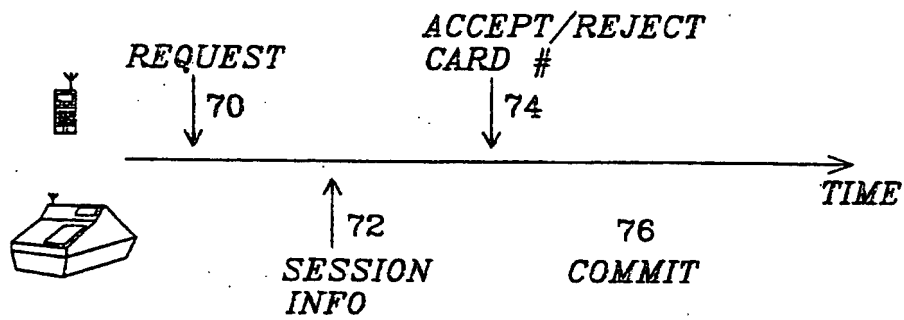 REQUEST
70
ACCEPT/REJECT
CARD #
74
TIME
72
SESSION
INFO
76
COMMIT